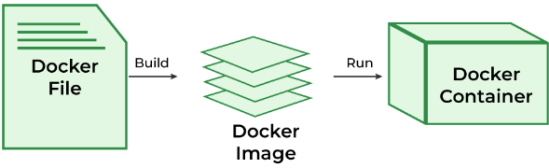 Docker
File
Build
Docker
Image
Run
Docker
Container